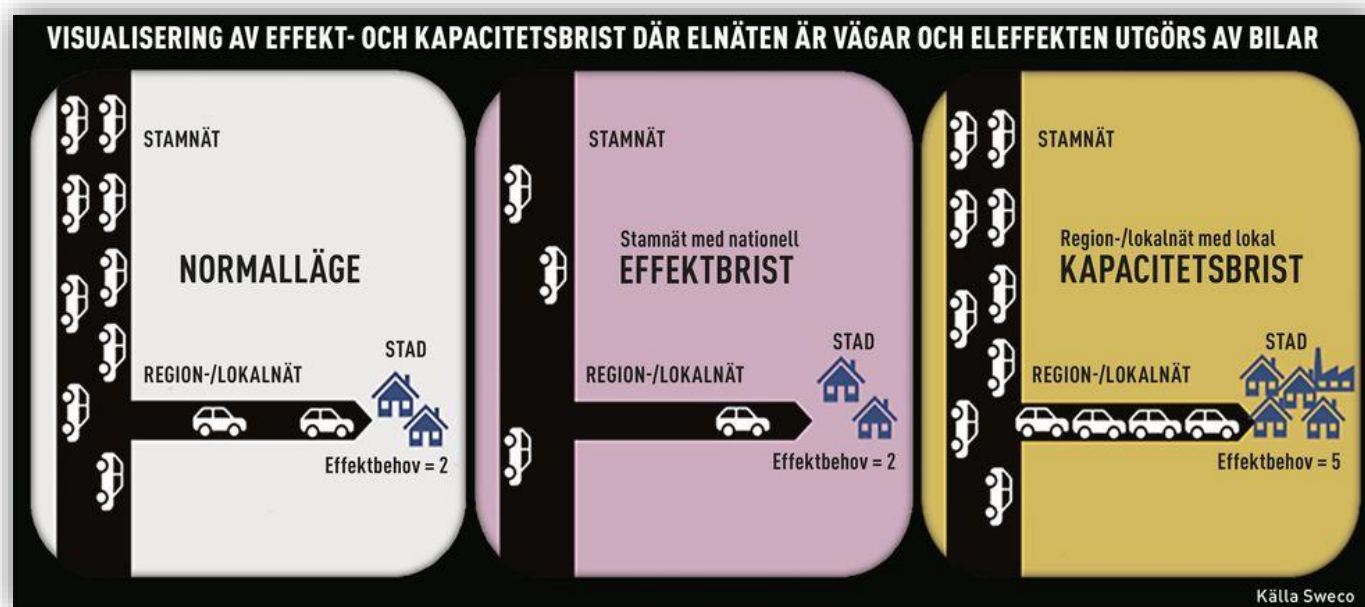 VISUALISERING AV EFFEKT- OCH KAPACITETSBRIST DÄR ELNÄTEN ÄR VÄGAR OCH ELEFFEKTEN UTGÖRS AV BILAR
STAMNÄT
NORMALLÄGE
STAD
REGION-/LOKALNÄT
Effektbehov = 2
STAMNÄT
Stamnät med nationell
EFFEKTBRIST
STAD
REGION-/LOKALNÄT
Effektbehov = 2
STAMNÄT
Region-/lokalnät med lokal
KAPACITETSBRIST
STAD
REGION-/LOKALNÄT
Effektbehov = 5
Källa Sweco